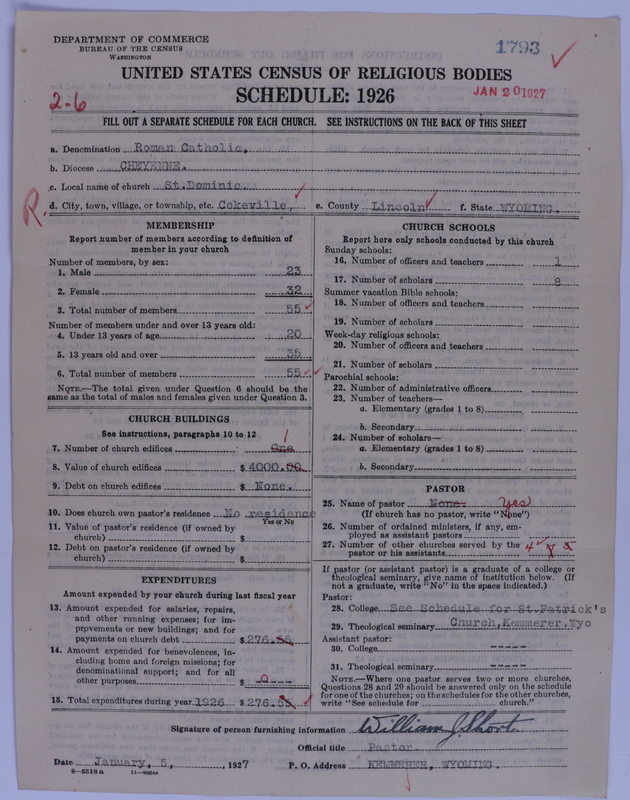 DEPARTMENT OF COMMERCE
BUREAU OF THE CENSUS
WASHINGTON
1793
UNITED STATES CENSUS OF RELIGIOUS BODIES
SCHEDULE: 1926
JAN 20 1927
2-6
FILL OUT A SEPARATE SCHEDULE FOR EACH CHURCH. SEE INSTRUCTIONS ON THE BACK OF THIS SHEET
a. Denomination Roman Catholic,
b. Diocese CHEYENNE.
c. Local name of church St.Dominic.
R.
d. City, town, village, or township, etc. Cokeville, e. County Lincoln f. State WYOMING.
MEMBERSHIP
Report number of members according to definition of
member in your church
Number of members, by sex:
1. Male 23
2. Female 32
3. Total number of members 55
Number of members under and over 13 years old:
4. Under 13 years of age 20
5. 13 years old and over 35
6. Total number of members 55
NOTE.—The total given under Question 6 should be the
same as the total of males and females given under Question 3.
CHURCH BUILDINGS
See instructions, paragraphs 10 to 12
1
7. Number of church edifices One
8. Value of church edifices $ 4000.00
9. Debt on church edifices $ None.
10. Does church own pastor's residence No residence
Yes or No
11. Value of pastor's residence (if owned by
church) $
12. Debt on pastor's residence (if owned by
church) $
EXPENDITURES
Amount expended by your church during last fiscal year
13. Amount expended for salaries, repairs,
and other running expenses; for im-
provements or new buildings; and for
payments on church debt $ 276.55
14. Amount expended for benevolences, in-
cluding home and foreign missions; for
denominational support; and for all
other purposes $ ----
15. Total expenditures during year 1926 $ 276.55
CHURCH SCHOOLS
Report here only schools conducted by this church
Sunday schools:
16. Number of officers and teachers 1
17. Number of scholars 8
Summer vacation Bible schools:
18. Number of officers and teachers
19. Number of scholars
Week-day religious schools:
20. Number of officers and teachers
21. Number of scholars
Parochial schools:
22. Number of administrative officers
23. Number of teachers—
a. Elementary (grades 1 to 8)
b. Secondary
24. Number of scholars—
a. Elementary (grades 1 to 8)
b. Secondary
PASTOR
25. Name of pastor None. Yes
(If church has no pastor, write "None")
26. Number of ordained ministers, if any, em-
ployed as assistant pastors
27. Number of other churches served by the 4
pastor or his assistants
If pastor (or assistant pastor) is a graduate of a college or
theological seminary, give name of institution below. (If
not a graduate, write "No" in the space indicated.)
Pastor:
28. College See Schedule for St.Patrick's
29. Theological seminary Church,Kemmerer,Wyo
Assistant pastor:
30. College -----
31. Theological seminary -----
NOTE.—Where one pastor serves two or more churches,
Questions 28 and 29 should be answered only on the schedule
for one of the churches; on the schedules for the other churches,
write "See schedule for church."
Signature of person furnishing information William J Short
Official title Pastor.
Date January, 5, , 1927 P. O. Address KEMMERER, WYOMING.
8—5518a